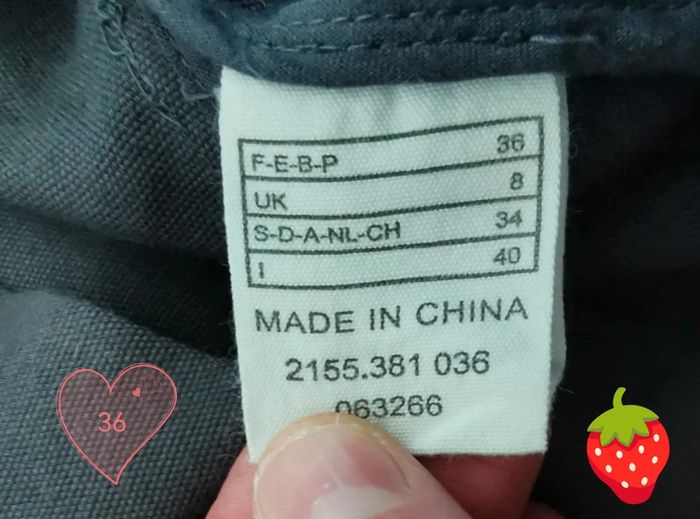 F-E-B-P 36
UK 8
S-D-A-NL-CH 34
I 40
MADE IN CHINA
2155.381 036
063266
36